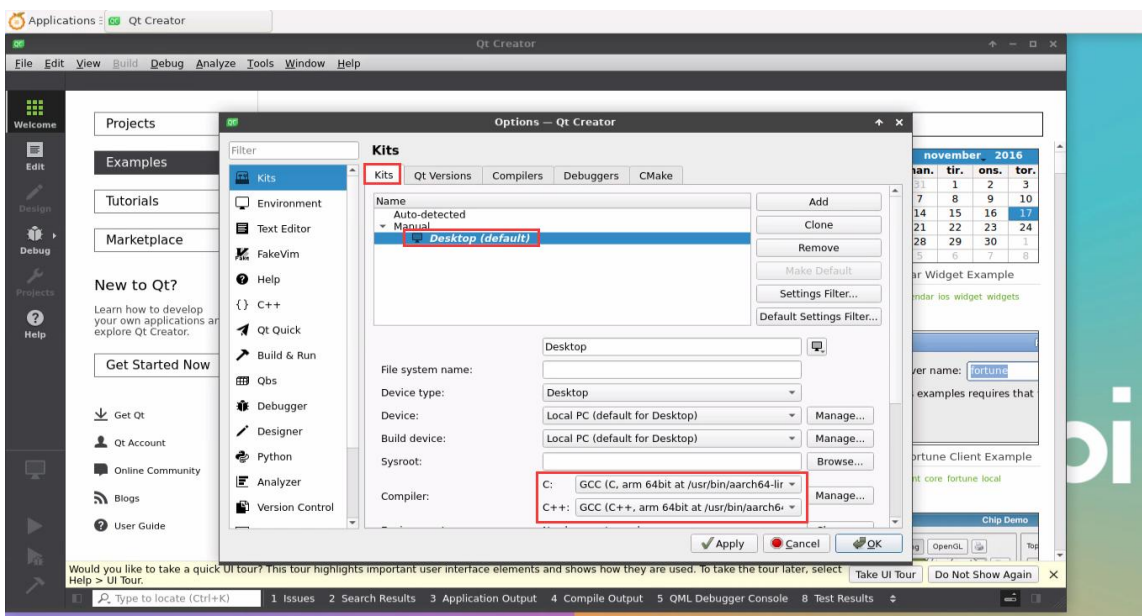 Applications
Qt Creator
Qt Creator
File Edit View Build Debug Analyze Tools Window Help
Welcome
Edit
Design
Debug
Projects
Help
Projects
Examples
Tutorials
Marketplace
New to Qt?
Learn how to develop
your own applications
explore Qt Creator.
Get Started Now
Get Qt
Qt Account
Online Community
Blogs
User Guide
Options — Qt Creator
Filter
Kits
Environment
Text Editor
FakeVim
Help
{} C++
Qt Quick
Build & Run
Qbs
Debugger
Designer
Python
Analyzer
Version Control
Kits
Kits Qt Versions Compilers Debuggers CMake
Name
Auto-detected
Manual
Desktop (default)
Add
Clone
Remove
Make Default
Settings Filter...
Default Settings Filter...
Desktop
File system name:
Device type: Desktop
Device: Local PC (default for Desktop) Manage...
Build device: Local PC (default for Desktop) Manage...
Sysroot: Browse...
Compiler: Manage...
C: GCC (C, arm 64bit at /usr/bin/aarch64-lir
C++: GCC (C++, arm 64bit at /usr/bin/aarch64
Apply Cancel OK
november, 2016
tir. ons. tor.
31 1 2 3
7 8 9 10
14 15 16 17
21 22 23 24
28 29 30 1
5 6 7 8
ar Widget Example
endar ios widget widgets
ver name: fortune
examples requires that
ortune Client Example
nt core fortune local
Chip Demo
OpenGL
Top
Would you like to take a quick UI tour? This tour highlights important user interface elements and shows how they are used. To take the tour later, select
Help > UI Tour.
Take UI Tour Do Not Show Again
Type to locate (Ctrl+K) 1 Issues 2 Search Results 3 Application Output 4 Compile Output 5 QML Debugger Console 8 Test Results
pi